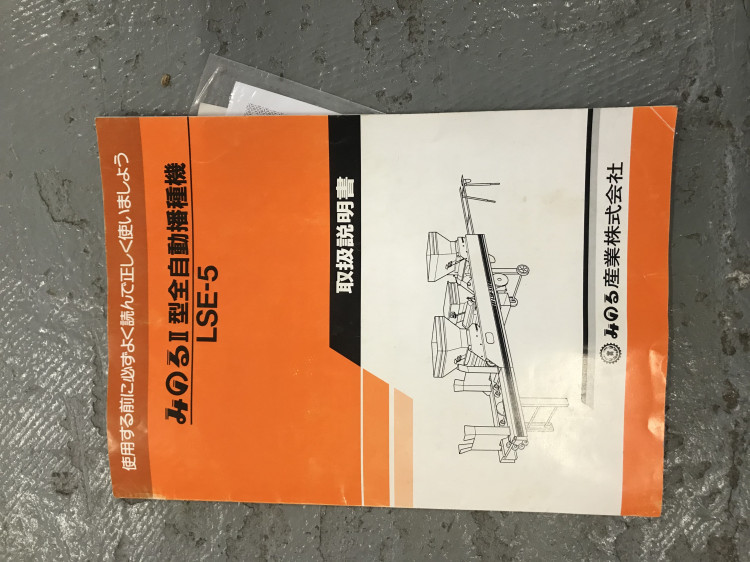 使用する前に必ずよく読んで正しく使いましょう
みのるⅡ型全自動播種機
LSE-5
取扱説明書
みのる産業株式会社